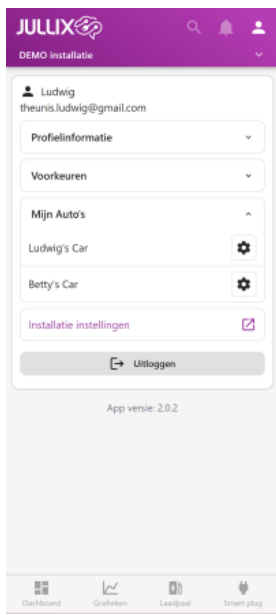 JULLIX
DEMO installatie
Ludwig
theunis.ludwig@gmail.com
Profielinformatie
Voorkeuren
Mijn Auto's
Ludwig's Car
Betty's Car
Installatie instellingen
Uitloggen
App versie: 2.0.2
Dashboard
Grafieken
Laadpaal
Smart plug